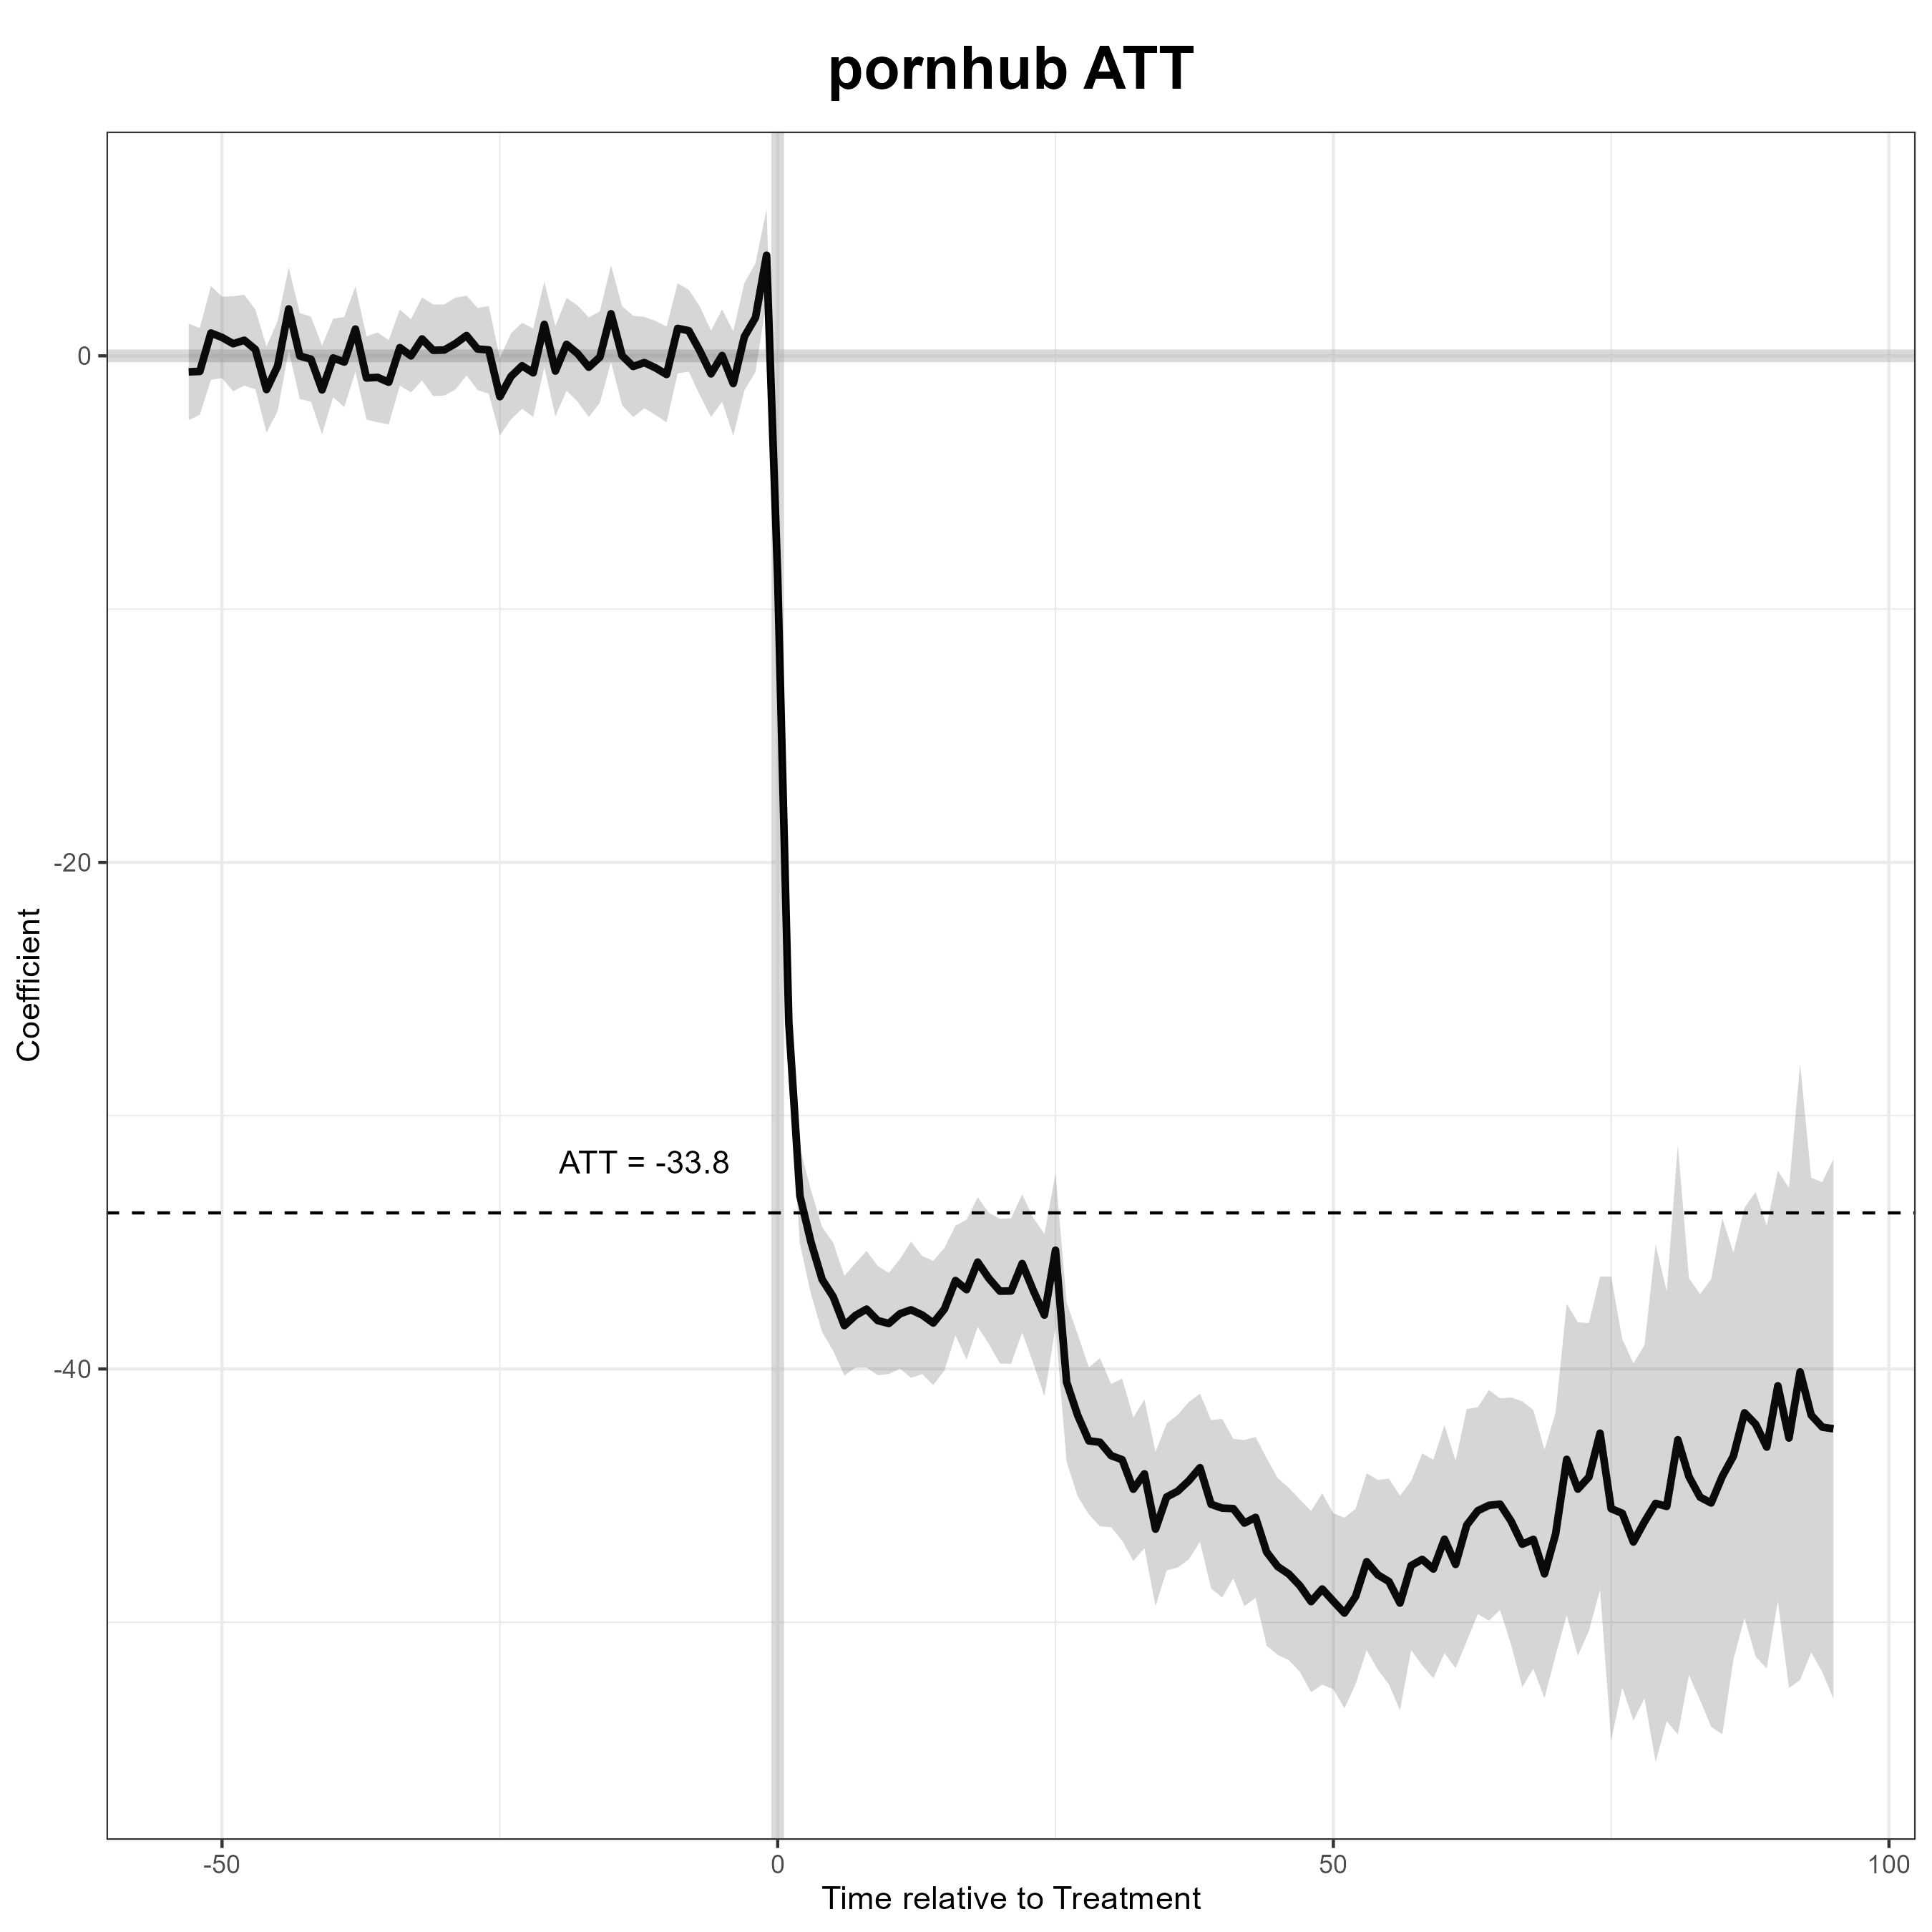 pornhub ATT
Coefficient
0
-20
ATT = -33.8
-40
-50
0
50
100
Time relative to Treatment